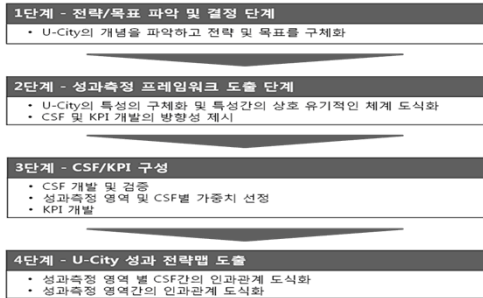 1단계 - 전략/목표 파악 및 결정 단계
• U-City의 개념을 파악하고 전략 및 목표를 구체화
2단계 - 성과측정 프레임워크 도출 단계
• U-City의 특성의 구체화 및 특성간의 상호 유기적인 체계 도식화
• CSF 및 KPI 개발의 방향성 제시
3단계 - CSF/KPI 구성
• CSF 개발 및 검증
• 성과측정 영역 및 CSF별 가중치 선정
• KPI 개발
4단계 - U-City 성과 전략맵 도출
• 성과측정 영역 별 CSF간의 인과관계 도식화
• 성과측정 영역간의 인과관계 도식화